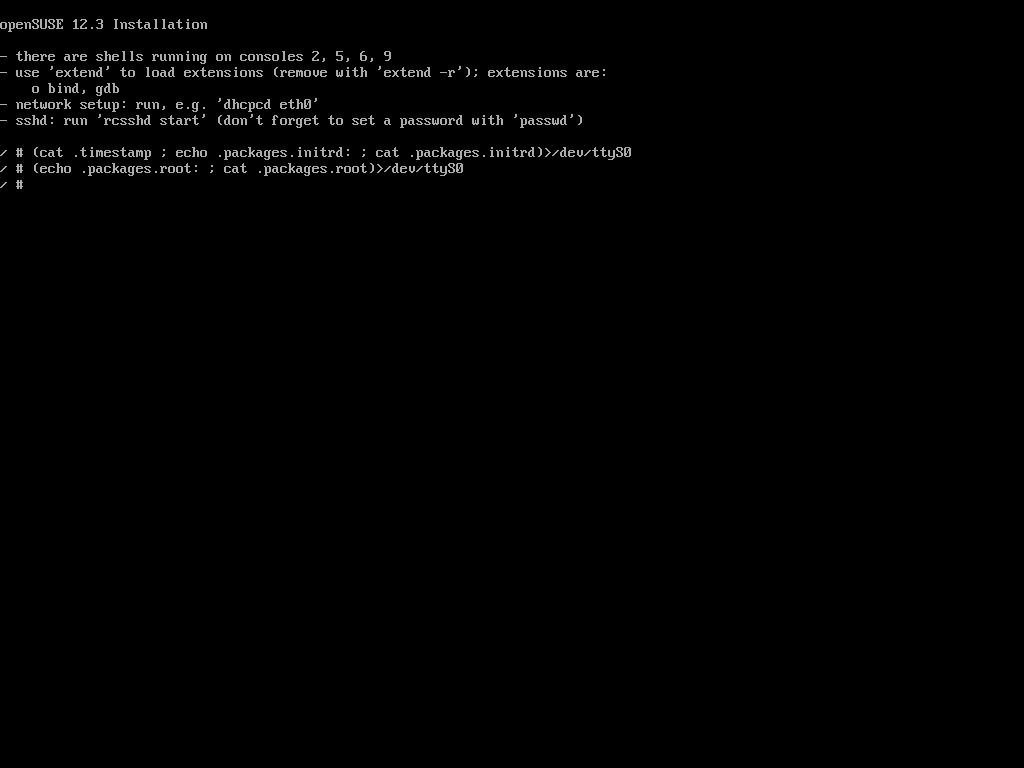 openSUSE 12.3 Installation
- there are shells running on consoles 2, 5, 6, 9
- use 'extend' to load extensions (remove with 'extend -r'); extensions are:
o bind, gdb
- network setup: run, e.g. 'dhcpcd eth0'
- sshd: run 'rcsshd start' (don't forget to set a password with 'passwd')
/ # (cat .timestamp ; echo .packages.initrd: ; cat .packages.initrd)>/dev/ttyS0
/ # (echo .packages.root: ; cat .packages.root)>/dev/ttyS0
/ #